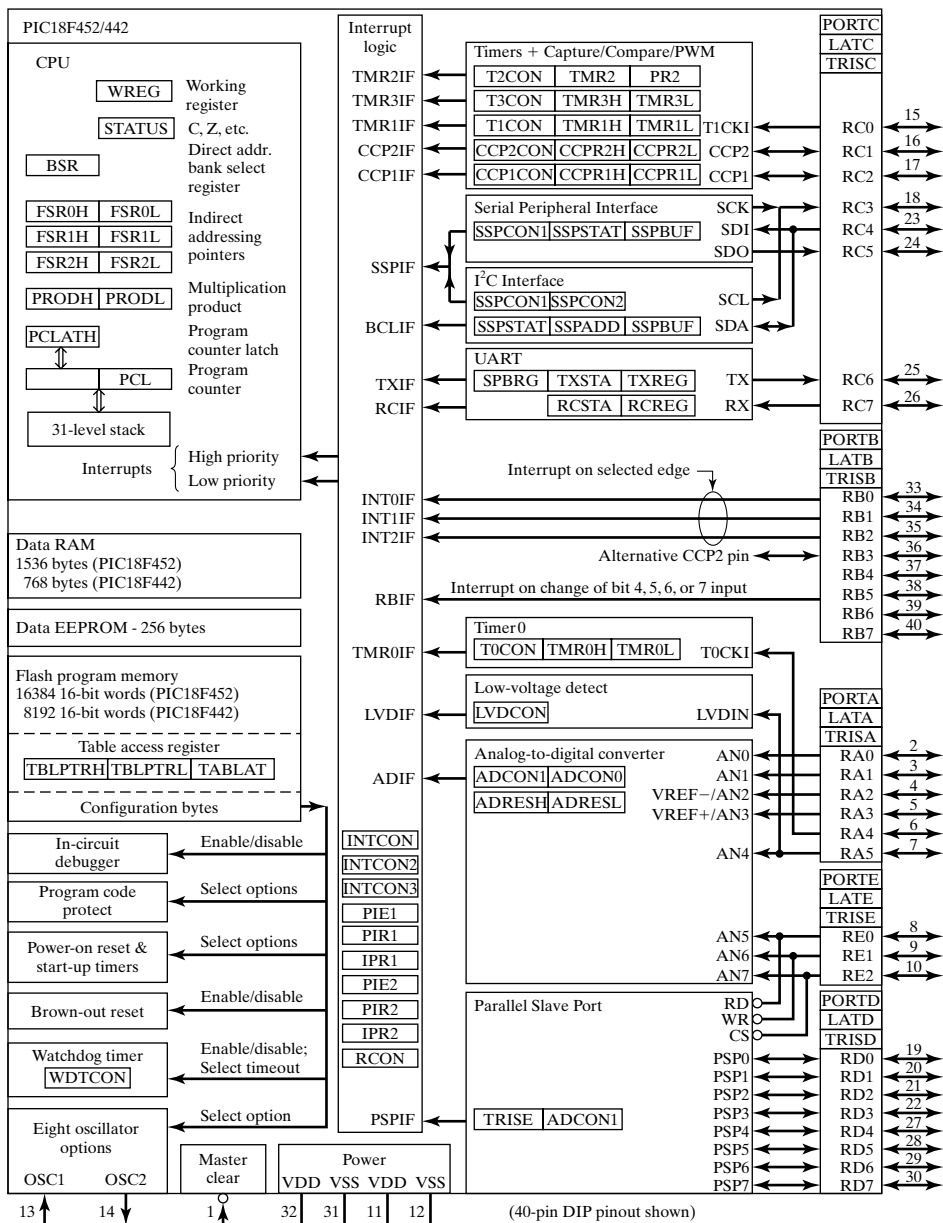 PIC18F452/442
CPU
WREG Working register
STATUS C, Z, etc.
BSR Direct addr. bank select register
FSR0H FSR0L
FSR1H FSR1L
FSR2H FSR2L
Indirect addressing pointers
PRODH PRODL Multiplication product
PCLATH Program counter latch
PCL Program counter
31-level stack
Interrupts
High priority
Low priority
Data RAM
1536 bytes (PIC18F452)
768 bytes (PIC18F442)
Data EEPROM - 256 bytes
Flash program memory
16384 16-bit words (PIC18F452)
8192 16-bit words (PIC18F442)
Table access register
TBLPTRH TBLPTRL TABLAT
Configuration bytes
In-circuit debugger
Enable/disable
Program code protect
Select options
Power-on reset & start-up timers
Select options
Brown-out reset
Enable/disable
Watchdog timer
WDTCON
Enable/disable;
Select timeout
Eight oscillator options
Select option
OSC1 OSC2
13 14
Master clear
1
Power
VDD VSS VDD VSS
32 31 11 12
Interrupt logic
TMR2IF
TMR3IF
TMR1IF
CCP2IF
CCP1IF
SSPIF
BCLIF
TXIF
RCIF
INT0IF
INT1IF
INT2IF
RBIF
TMR0IF
LVDIF
ADIF
INTCON
INTCON2
INTCON3
PIE1
PIR1
IPR1
PIE2
PIR2
IPR2
RCON
PSPIF
Timers + Capture/Compare/PWM
T2CON TMR2 PR2
T3CON TMR3H TMR3L
T1CON TMR1H TMR1L T1CKI
CCP2CON CCPR2H CCPR2L CCP2
CCP1CON CCPR1H CCPR1L CCP1
Serial Peripheral Interface SCK
SSPCON1 SSPSTAT SSPBUF SDI
SDO
I²C Interface
SSPCON1 SSPCON2 SCL
SSPSTAT SSPADD SSPBUF SDA
UART
SPBRG TXSTA TXREG TX
RCSTA RCREG RX
Interrupt on selected edge
Alternative CCP2 pin
Interrupt on change of bit 4, 5, 6, or 7 input
Timer0
T0CON TMR0H TMR0L T0CKI
Low-voltage detect
LVDCON LVDIN
Analog-to-digital converter
ADCON1 ADCON0
ADRESH ADRESL
AN0
AN1
VREF−/AN2
VREF+/AN3
AN4
AN5
AN6
AN7
Parallel Slave Port
RD
WR
CS
PSP0
PSP1
PSP2
PSP3
PSP4
PSP5
PSP6
PSP7
TRISE ADCON1
PORTC
LATC
TRISC
RC0 15
RC1 16
RC2 17
RC3 18
RC4 23
RC5 24
RC6 25
RC7 26
PORTB
LATB
TRISB
RB0 33
RB1 34
RB2 35
RB3 36
RB4 37
RB5 38
RB6 39
RB7 40
PORTA
LATA
TRISA
RA0 2
RA1 3
RA2 4
RA3 5
RA4 6
RA5 7
PORTE
LATE
TRISE
RE0 8
RE1 9
RE2 10
PORTD
LATD
TRISD
RD0 19
RD1 20
RD2 21
RD3 22
RD4 27
RD5 28
RD6 29
RD7 30
(40-pin DIP pinout shown)